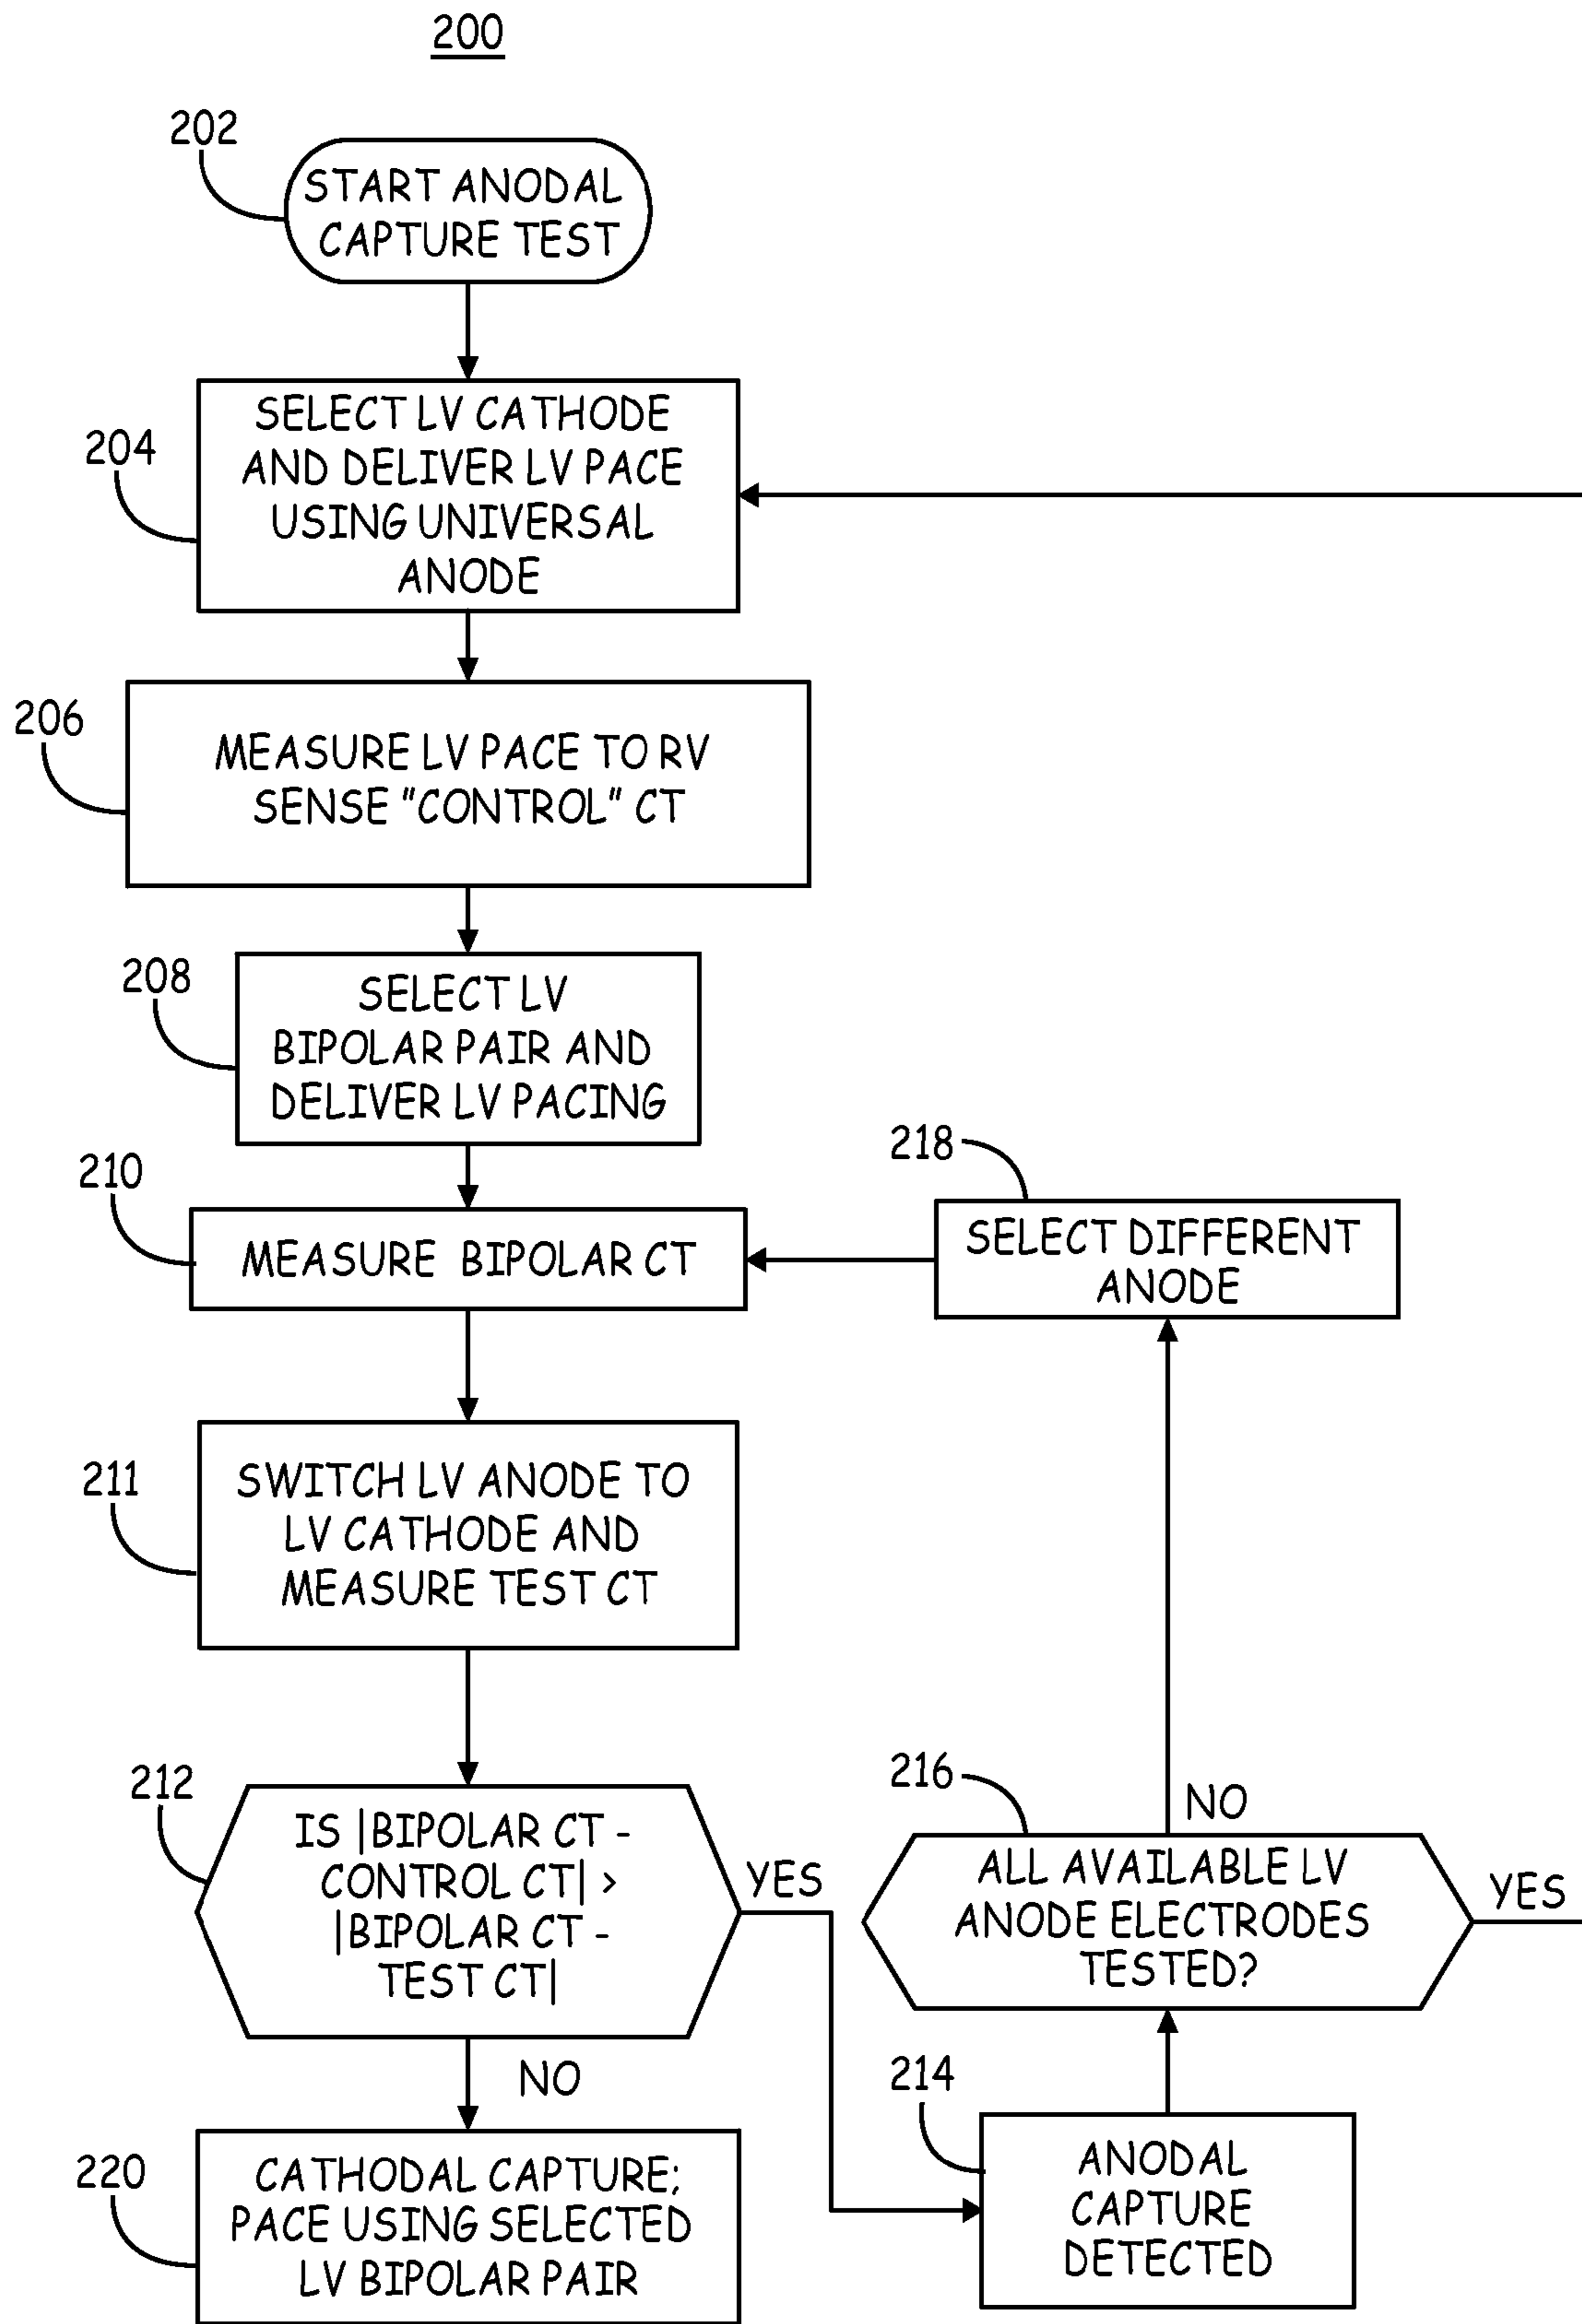 200
202
START ANODAL
CAPTURE TEST
204
SELECT LV CATHODE
AND DELIVER LV PACE
USING UNIVERSAL
ANODE
206
MEASURE LV PACE TO RV
SENSE "CONTROL" CT
208
SELECT LV
BIPOLAR PAIR AND
DELIVER LV PACING
210
MEASURE BIPOLAR CT
218
SELECT DIFFERENT
ANODE
211
SWITCH LV ANODE TO
LV CATHODE AND
MEASURE TEST CT
212
IS |BIPOLAR CT -
CONTROL CT| >
|BIPOLAR CT -
TEST CT|
YES
NO
216
ALL AVAILABLE LV
ANODE ELECTRODES
TESTED?
NO
YES
214
ANODAL
CAPTURE
DETECTED
220
CATHODAL CAPTURE;
PACE USING SELECTED
LV BIPOLAR PAIR